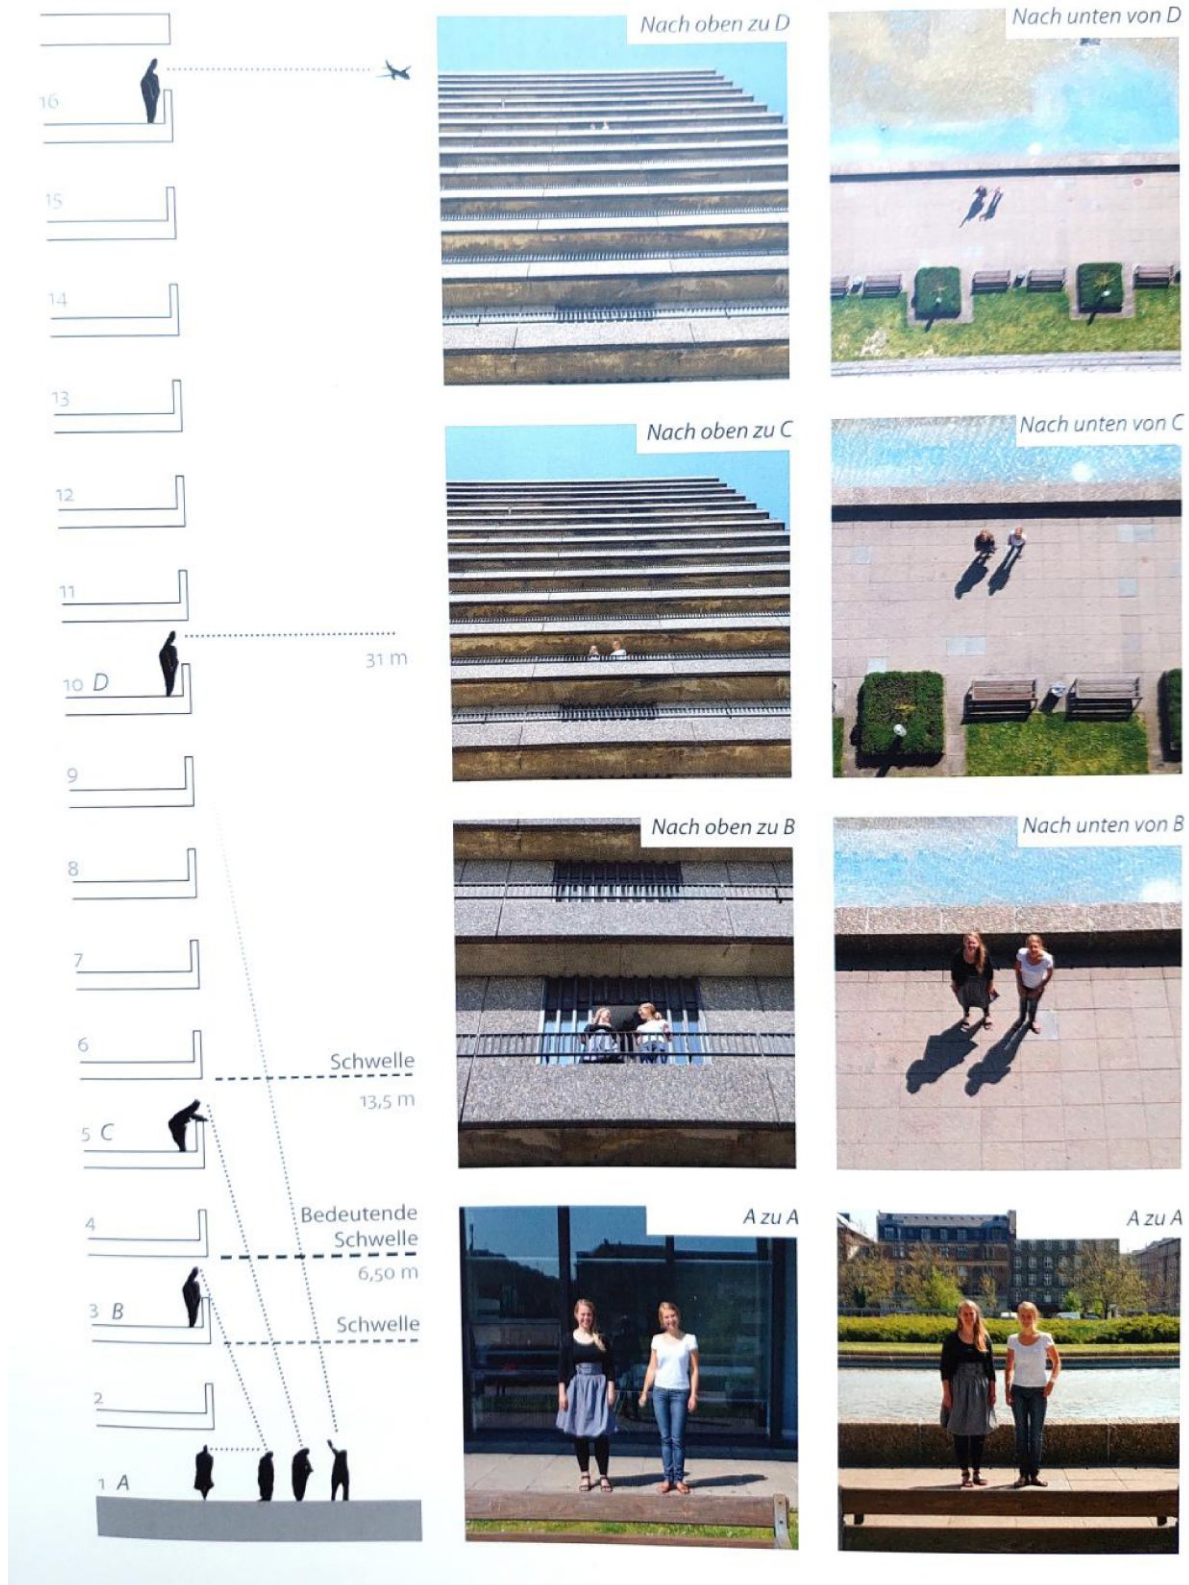 16
15
14
13
12
11
31 m
10 D
9
8
7
6
Schwelle
13,5 m
5 C
4
Bedeutende
Schwelle
6,50 m
3 B
Schwelle
2
1 A
Nach oben zu D
Nach unten von D
Nach oben zu C
Nach unten von C
Nach oben zu B
Nach unten von B
A zu A
A zu A